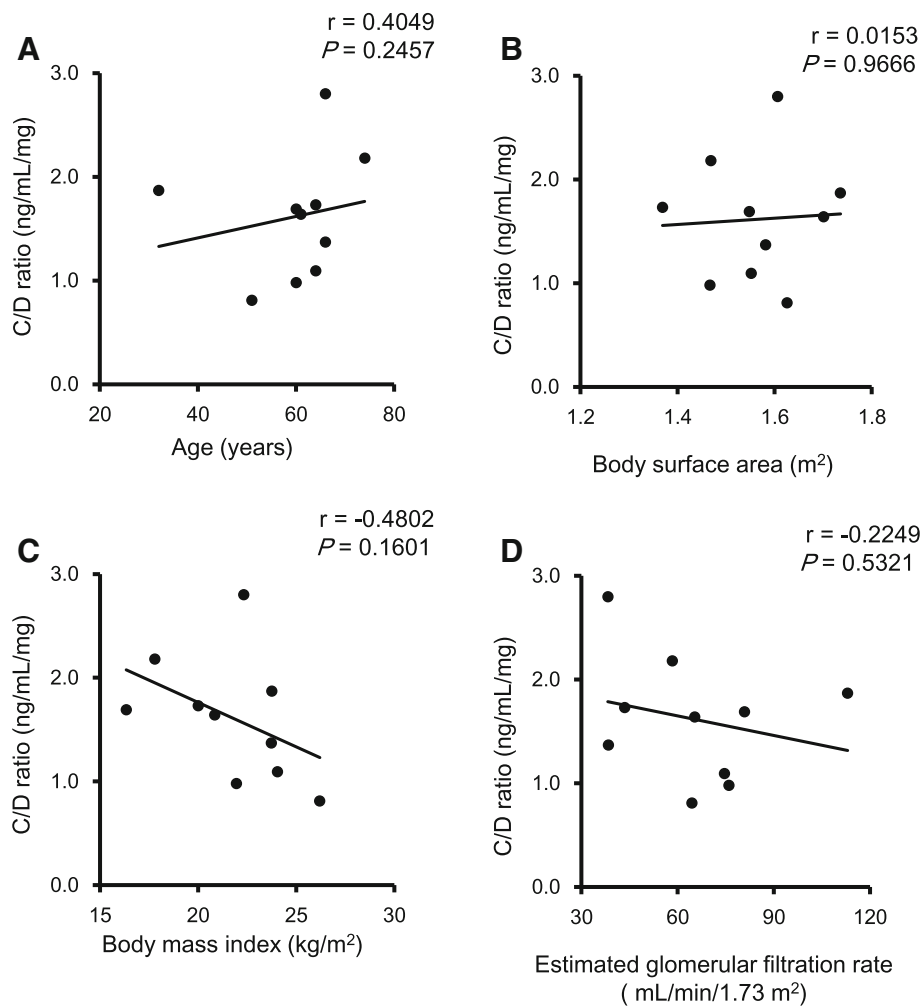 A
r = 0.4049
P = 0.2457
C/D ratio (ng/mL/mg)
3.0
2.0
1.0
0.0
20 40 60 80
Age (years)
B
r = 0.0153
P = 0.9666
C/D ratio (ng/mL/mg)
3.0
2.0
1.0
0.0
1.2 1.4 1.6 1.8
Body surface area (m²)
C
r = -0.4802
P = 0.1601
C/D ratio (ng/mL/mg)
3.0
2.0
1.0
0.0
15 20 25 30
Body mass index (kg/m²)
D
r = -0.2249
P = 0.5321
C/D ratio (ng/mL/mg)
3.0
2.0
1.0
0.0
30 60 90 120
Estimated glomerular filtration rate
( mL/min/1.73 m²)